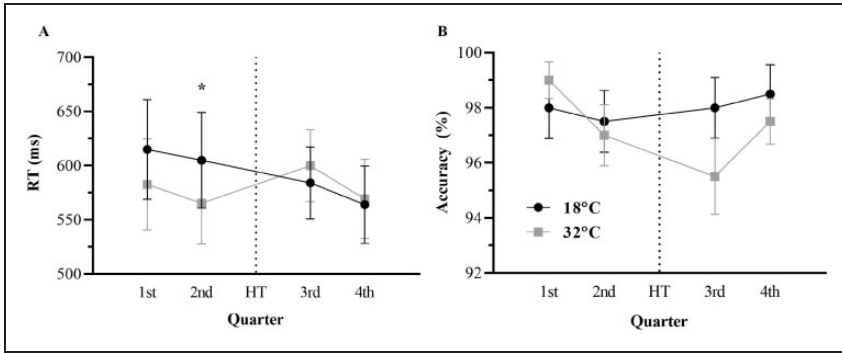 A
700
650
600
550
500
RT (ms)
*
1st 2nd HT 3rd 4th
Quarter
B
100
98
96
94
92
Accuracy (%)
18°C
32°C
1st 2nd HT 3rd 4th
Quarter